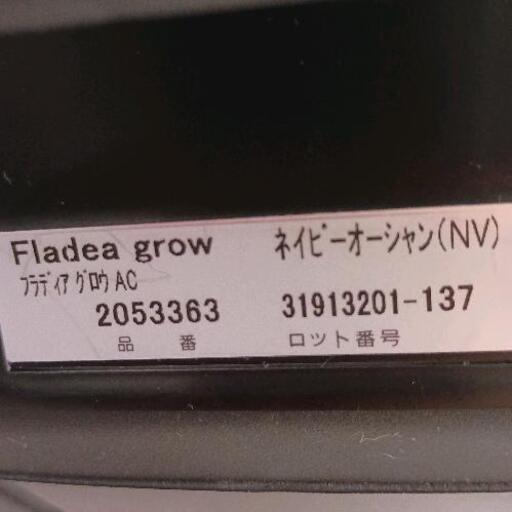 Fladea grow ネイビーオーシャン(NV)
フラディア グロウ AC
2053363 31913201-137
品 番 ロット番号